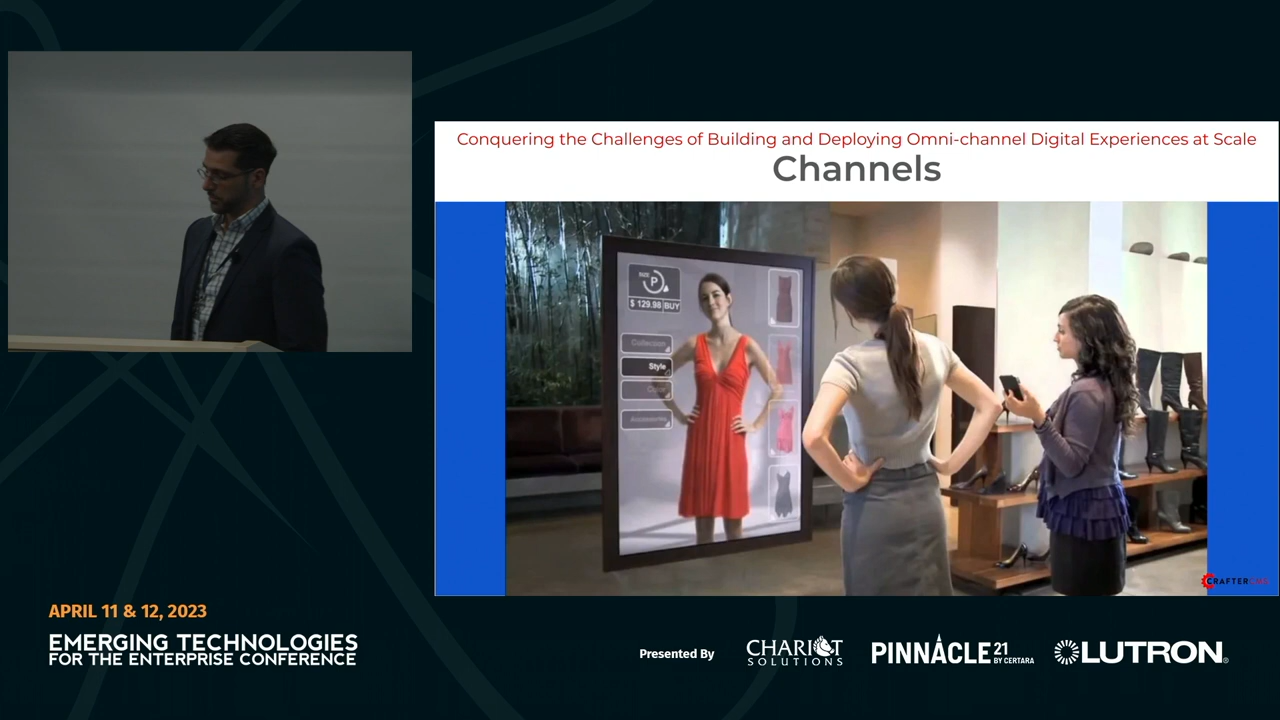 Conquering the Challenges of Building and Deploying Omni-channel Digital Experiences at Scale
Channels
SIZE
P
$ 129.98 BUY
Collection
Style
Color
Accessories
CRAFTERCMS
APRIL 11 & 12, 2023
EMERGING TECHNOLOGIES
FOR THE ENTERPRISE CONFERENCE
Presented By
CHARIOT
SOLUTIONS
PINNACLE 21
BY CERTARA
LUTRON®